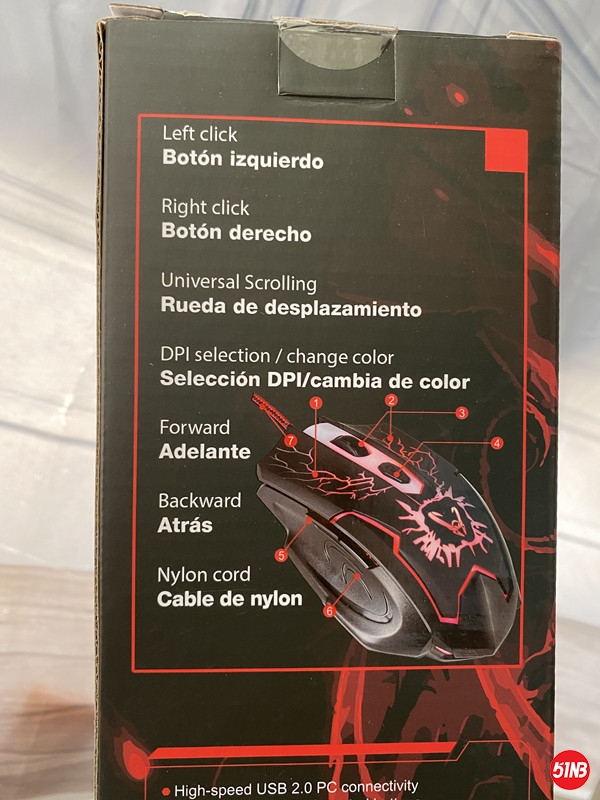 Left click
Botón izquierdo
Right click
Botón derecho
Universal Scrolling
Rueda de desplazamiento
DPI selection / change color
Selección DPI/cambia de color
1
2
3
4
7
Forward
Adelante
Backward
Atrás
5
Nylon cord
Cable de nylon
6
High-speed USB 2.0 PC connectivity
51NB